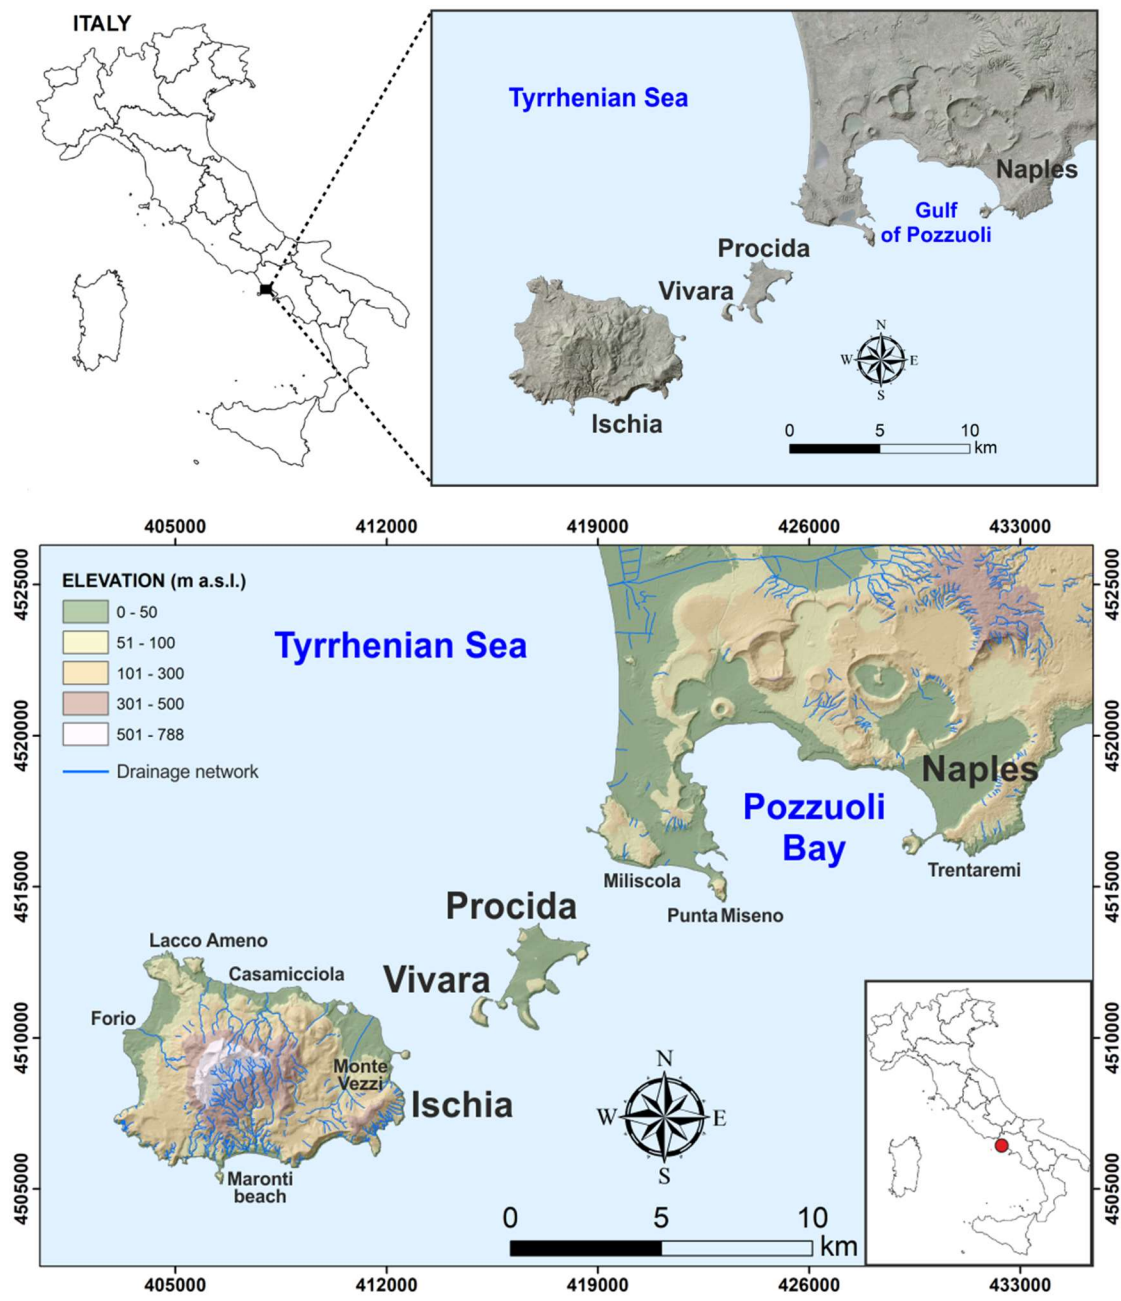 ITALY
Tyrrhenian Sea
Naples
Gulf
of Pozzuoli
Procida
Vivara
Ischia
N
W
E
S
0
5
10
km
405000
412000
419000
426000
433000
4525000
4520000
4515000
4510000
4505000
ELEVATION (m a.s.l.)
0 - 50
51 - 100
101 - 300
301 - 500
501 - 788
Drainage network
Tyrrhenian Sea
Naples
Pozzuoli
Bay
Trentaremi
Miliscola
Punta Miseno
Procida
Vivara
Lacco Ameno
Casamicciola
Forio
Monte
Vezzi
Ischia
Maronti
beach
N
W
E
S
0
5
10
km
4525000
4520000
4515000
4510000
4505000
405000
412000
419000
426000
433000